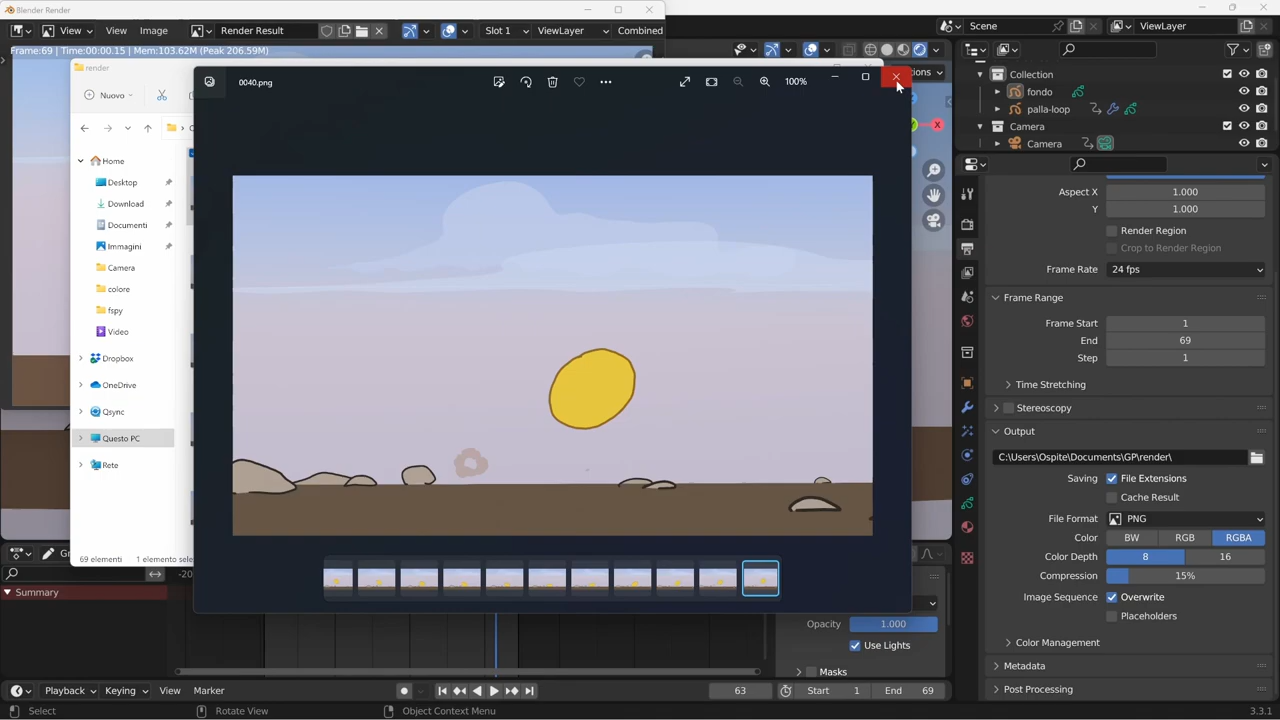 Blender Render
View
View
Image
Render Result
Slot 1
ViewLayer
Combined
Frame:69 | Time:00:00.15 | Mem:103.62M (Peak 206.59M)
render
Nuovo
Home
Desktop
Download
Documenti
Immagini
Camera
colore
fspy
Video
Dropbox
OneDrive
Qsync
Questo PC
Rete
69 elementi
1 elemento sele
0040.png
100%
X
Scene
ViewLayer
Collection
fondo
palla-loop
Camera
Camera
Aspect X
1.000
Y
1.000
Render Region
Crop to Render Region
Frame Rate
24 fps
Frame Range
Frame Start
1
End
69
Step
1
Time Stretching
Stereoscopy
Output
C:\Users\Ospite\Documents\GP\render\
Saving
File Extensions
Cache Result
File Format
PNG
Color
BW
RGB
RGBA
Color Depth
8
16
Compression
15%
Image Sequence
Overwrite
Placeholders
Color Management
Metadata
Post Processing
Summary
Opacity
1.000
Use Lights
Masks
Playback
Keying
View
Marker
63
Start
1
End
69
Select
Rotate View
Object Context Menu
3.3.1